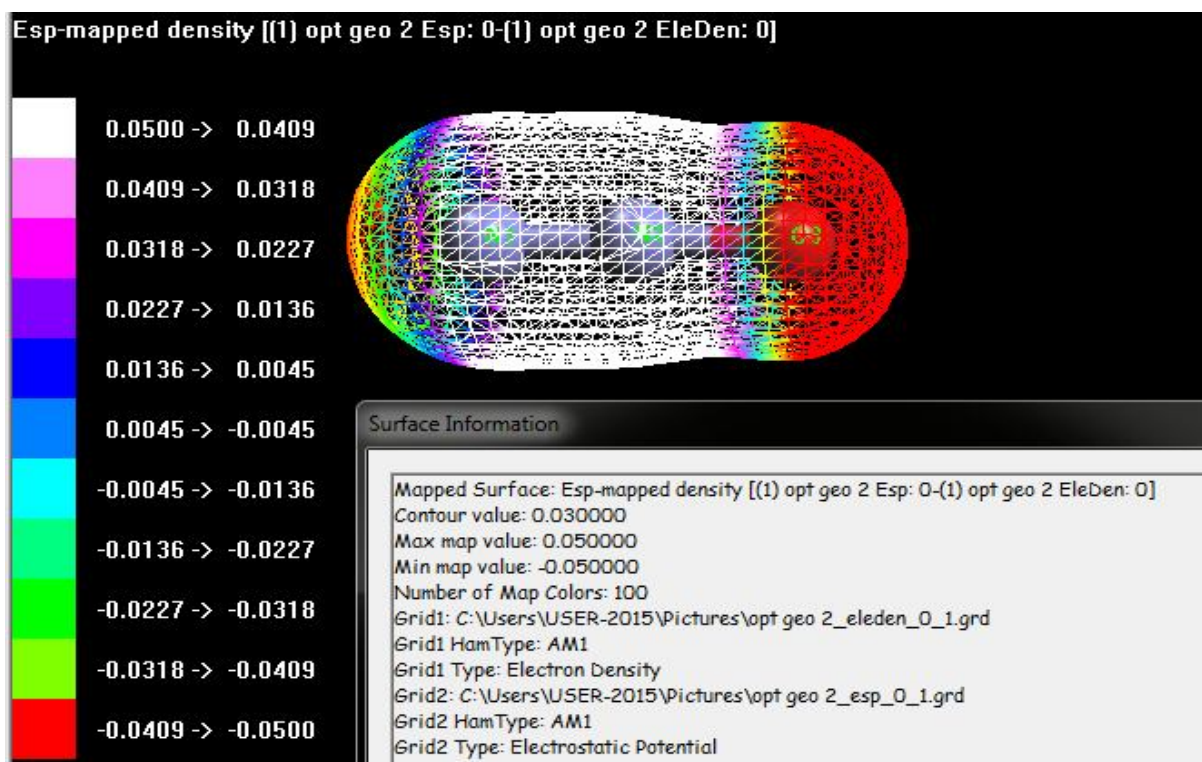 Esp-mapped density [(1) opt geo 2 Esp: 0-(1) opt geo 2 EleDen: 0]
0.0500 -> 0.0409
0.0409 -> 0.0318
0.0318 -> 0.0227
0.0227 -> 0.0136
0.0136 -> 0.0045
0.0045 -> -0.0045
-0.0045 -> -0.0136
-0.0136 -> -0.0227
-0.0227 -> -0.0318
-0.0318 -> -0.0409
-0.0409 -> -0.0500
Surface Information
Mapped Surface: Esp-mapped density [(1) opt geo 2 Esp: 0-(1) opt geo 2 EleDen: 0]
Contour value: 0.030000
Max map value: 0.050000
Min map value: -0.050000
Number of Map Colors: 100
Grid1: C:\Users\USER-2015\Pictures\opt geo 2_eleden_0_1.grd
Grid1 HamType: AM1
Grid1 Type: Electron Density
Grid2: C:\Users\USER-2015\Pictures\opt geo 2_esp_0_1.grd
Grid2 HamType: AM1
Grid2 Type: Electrostatic Potential